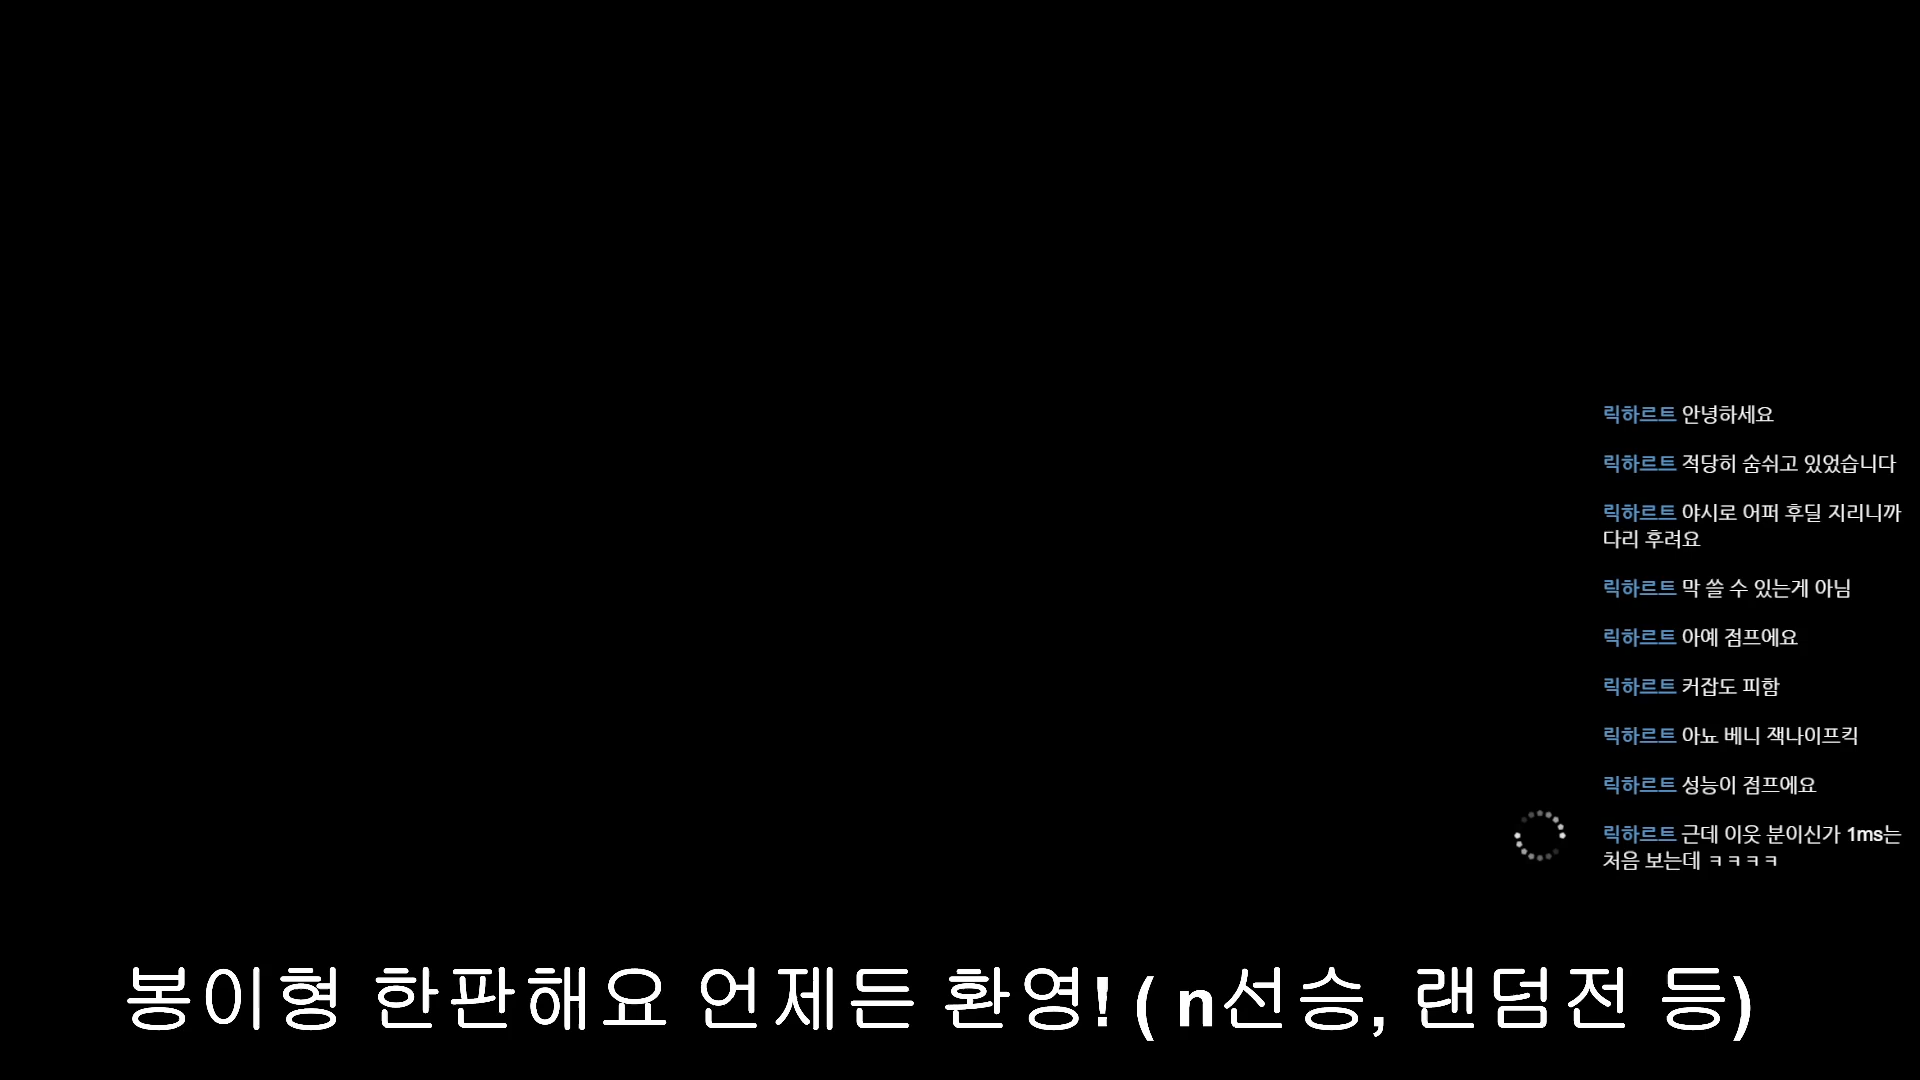 릭하르트 안녕하세요
릭하르트 적당히 숨쉬고 있었습니다
릭하르트 야시로 어퍼 후딜 지리니까
다리 후려요
릭하르트 막 쓸 수 있는게 아님
릭하르트 아예 점프에요
릭하르트 커잡도 피함
릭하르트 아뇨 베니 잭나이프킥
릭하르트 성능이 점프에요
릭하르트 근데 이웃 분이신가 1ms는
처음 보는데 ㅋㅋㅋㅋ
봉이형 한판해요 언제든 환영! ( n선승, 랜덤전 등)